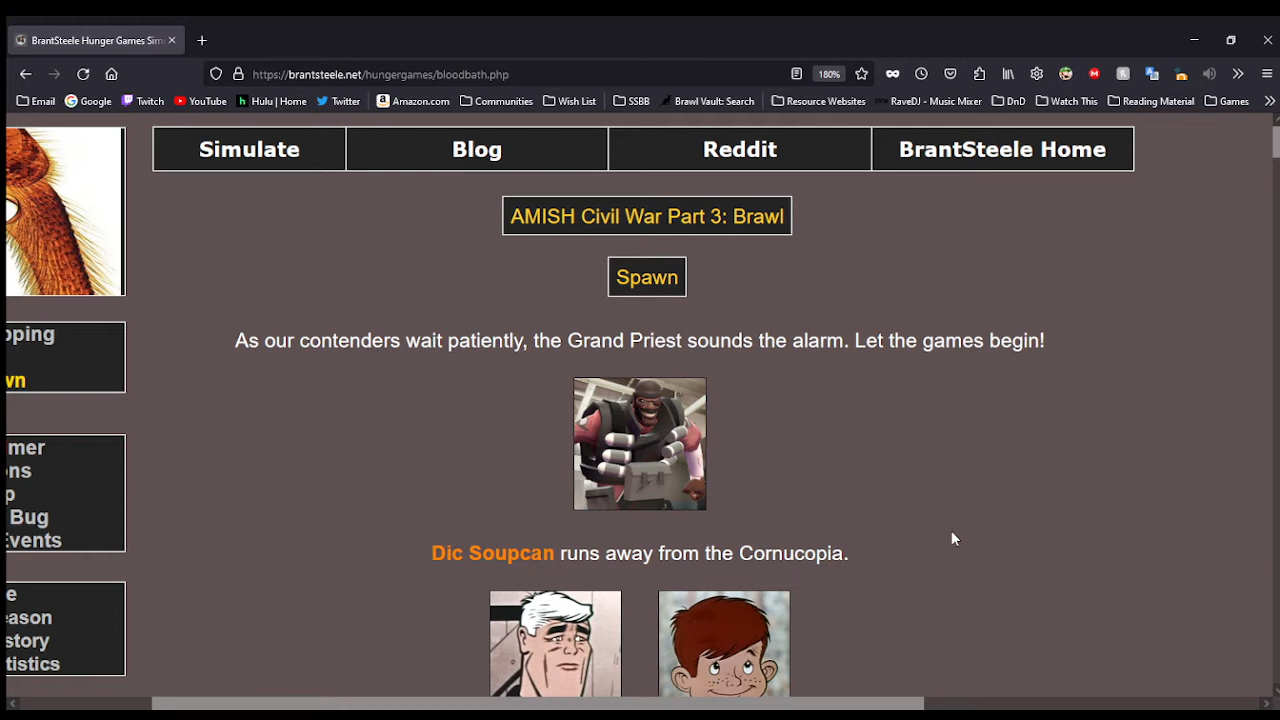 BrantSteele Hunger Games Sim
https://brantsteele.net/hungergames/bloodbath.php
180%
Email
Google
Twitch
YouTube
Hulu | Home
Twitter
Amazon.com
Communities
Wish List
SSBB
Brawl Vault: Search
Resource Websites
RaveDJ - Music Mixer
DnD
Watch This
Reading Material
Games
Simulate
Blog
Reddit
BrantSteele Home
AMISH Civil War Part 3: Brawl
Spawn
As our contenders wait patiently, the Grand Priest sounds the alarm. Let the games begin!
Dic Soupcan runs away from the Cornucopia.
pping
wn
mer
ons
p
Bug
Events
e
eason
story
tistics